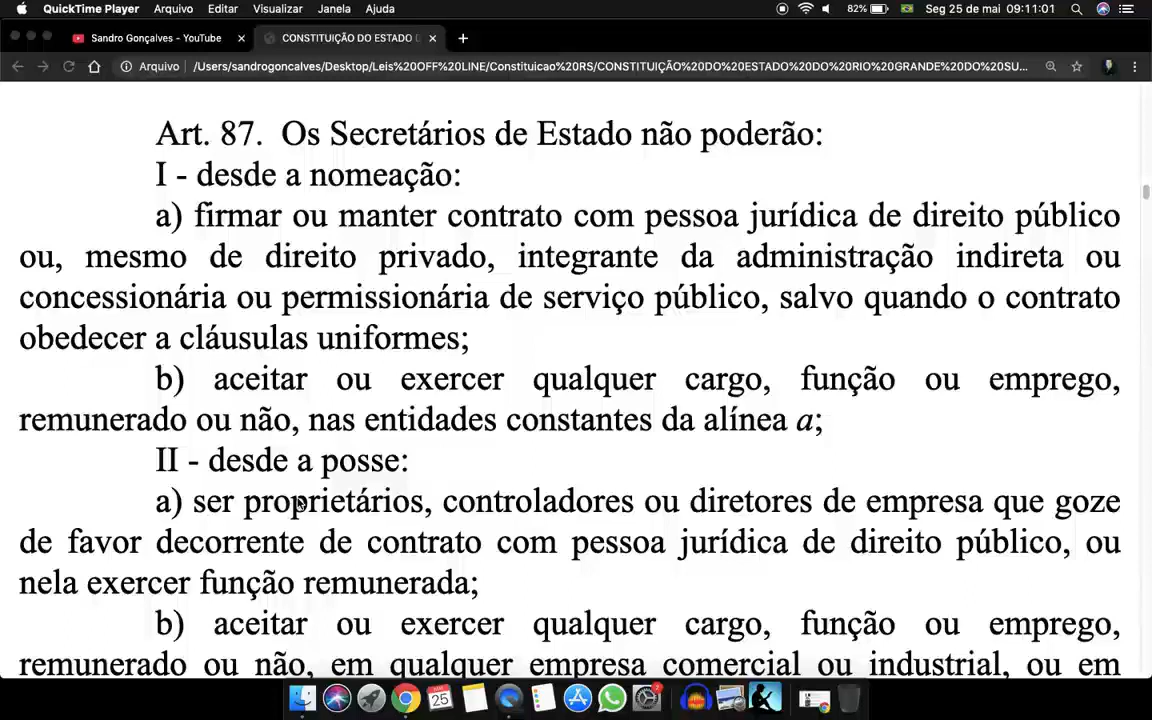 QuickTime Player Arquivo Editar Visualizar Janela Ajuda 82% Seg 25 de mai 09:11:01
Sandro Gonçalves - YouTube CONSTITUIÇÃO DO ESTADO
Arquivo /Users/sandrogoncalves/Desktop/Leis%20OFF%20LINE/Constituicao%20RS/CONSTITUIÇÃO%20DO%20ESTADO%20DO%20RIO%20GRANDE%20DO%20SU...
Art. 87. Os Secretários de Estado não poderão:
I - desde a nomeação:
a) firmar ou manter contrato com pessoa jurídica de direito público
ou, mesmo de direito privado, integrante da administração indireta ou
concessionária ou permissionária de serviço público, salvo quando o contrato
obedecer a cláusulas uniformes;
b) aceitar ou exercer qualquer cargo, função ou emprego,
remunerado ou não, nas entidades constantes da alínea a;
II - desde a posse:
a) ser proprietários, controladores ou diretores de empresa que goze
de favor decorrente de contrato com pessoa jurídica de direito público, ou
nela exercer função remunerada;
b) aceitar ou exercer qualquer cargo, função ou emprego,
remunerado ou não, em qualquer empresa comercial ou industrial, ou em
25